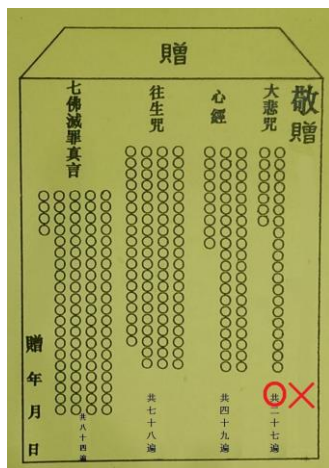 贈
敬贈
大悲咒
共二十七遍
心經
共四十九遍
往生咒
共七十八遍
七佛滅罪真言
共八十四遍
贈 年 月 日